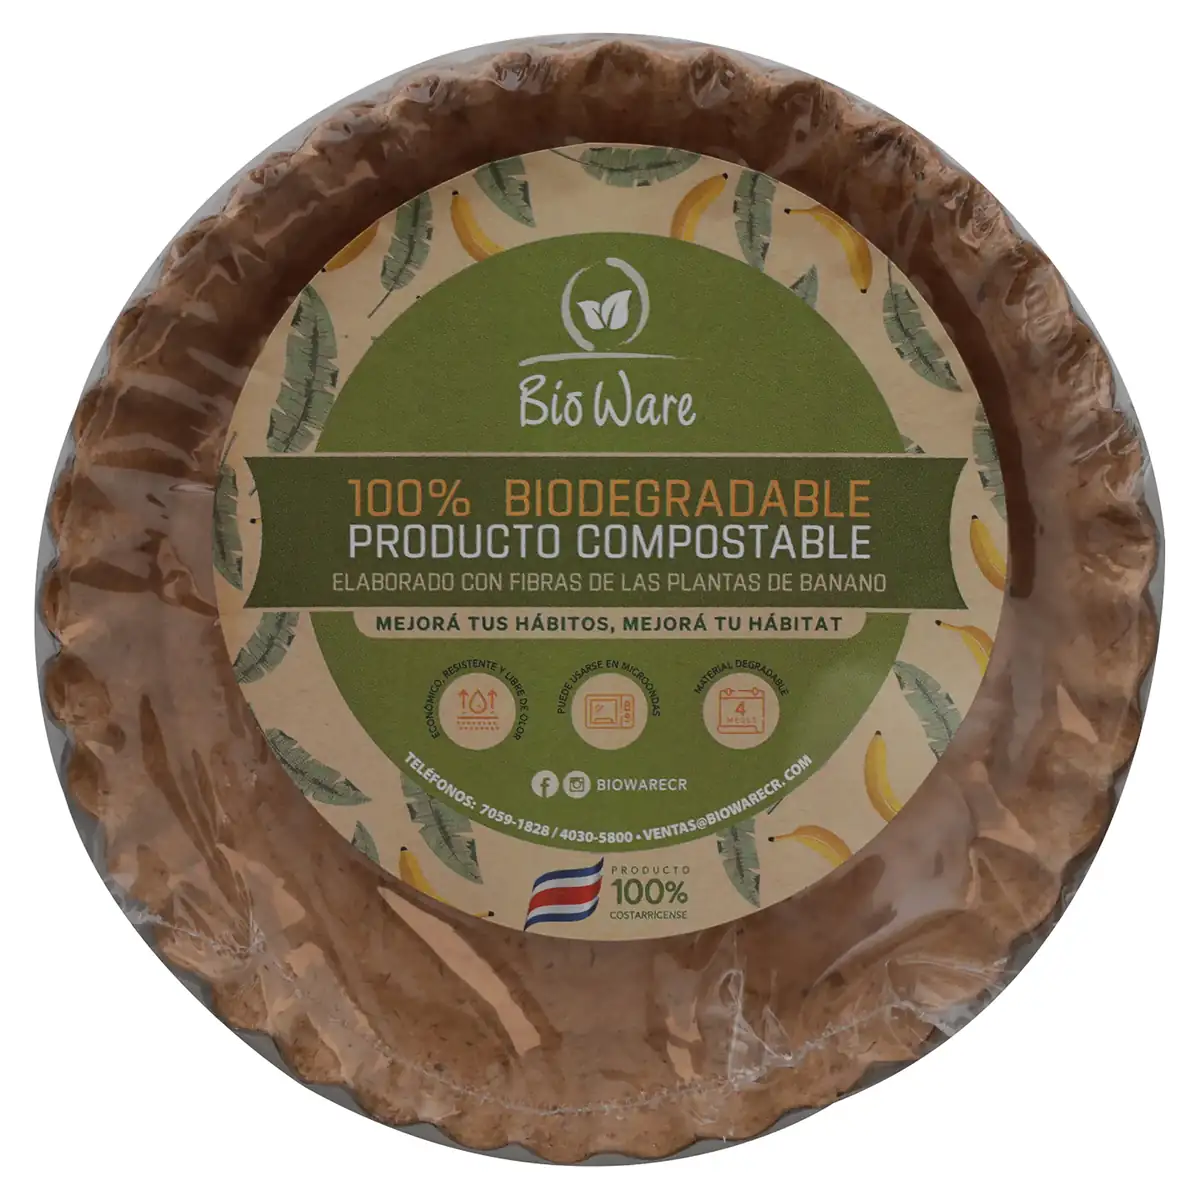 Bio Ware
100% BIODEGRADABLE
PRODUCTO COMPOSTABLE
ELABORADO CON FIBRAS DE LAS PLANTAS DE BANANO
MEJORÁ TUS HÁBITOS, MEJORÁ TU HÁBITAT
ECONÓMICO, RESISTENTE Y LIBRE DE OLOR
PUEDE USARSE EN MICROONDAS
MATERIAL DEGRADABLE
4
MESES
BIOWARECR
TELÉFONOS: 7059-1828 / 4030-5800 • VENTAS@BIOWARECR.COM
PRODUCTO
100%
COSTARRICENSE